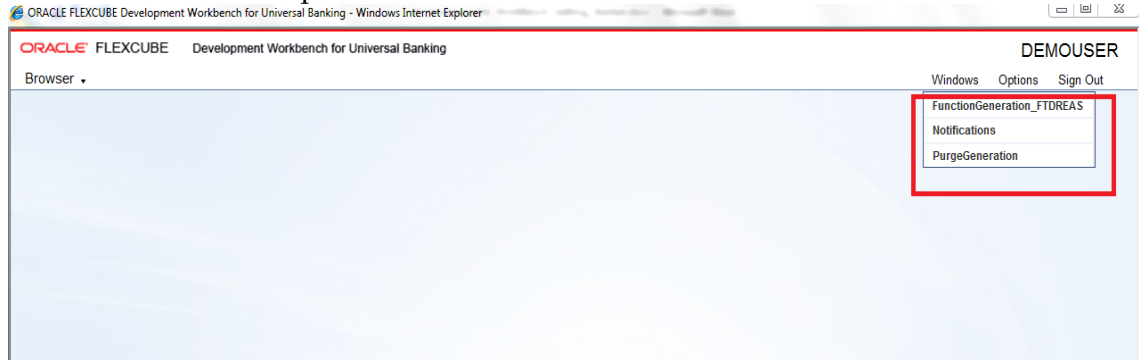 ORACLE FLEXCUBE Development Workbench for Universal Banking - Windows Internet Explorer
ORACLE FLEXCUBE Development Workbench for Universal Banking
DEMOUSER
Browser
Windows Options Sign Out
FunctionGeneration_FTDREAS
Notifications
PurgeGeneration